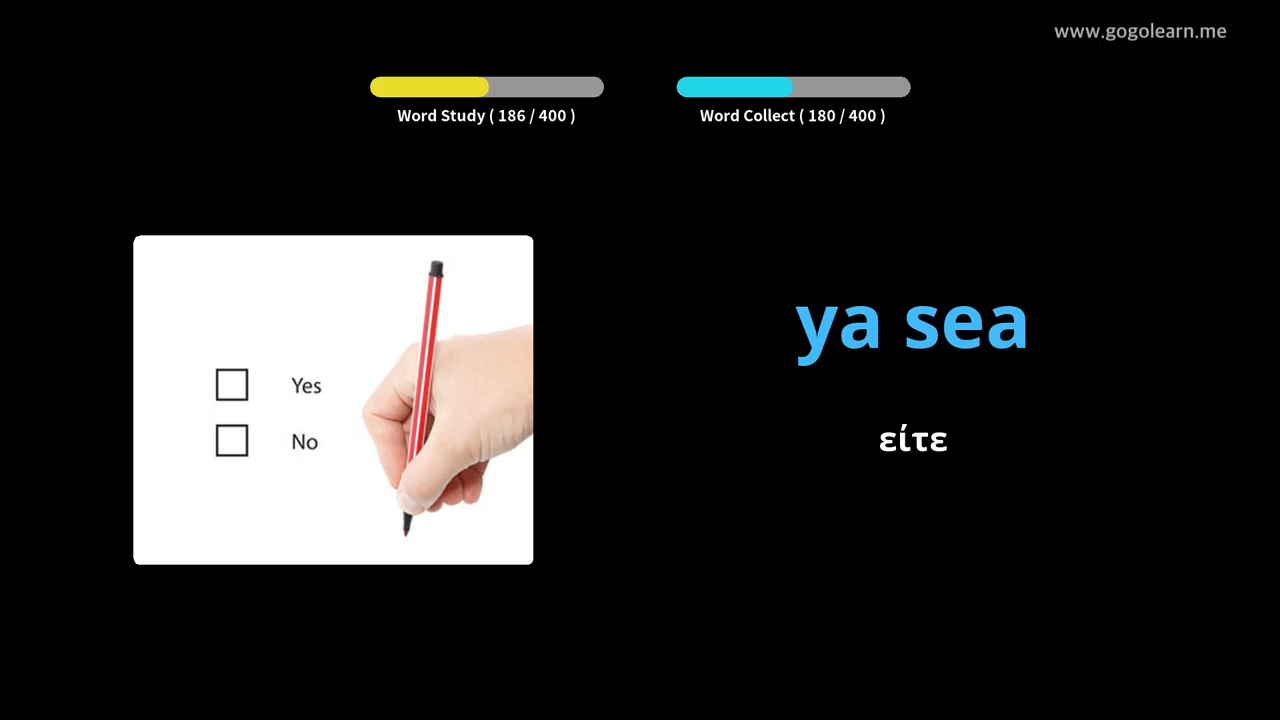 www.gogolearn.me
Word Study ( 186 / 400 )
Word Collect ( 180 / 400 )
Yes
No
ya sea
είτε